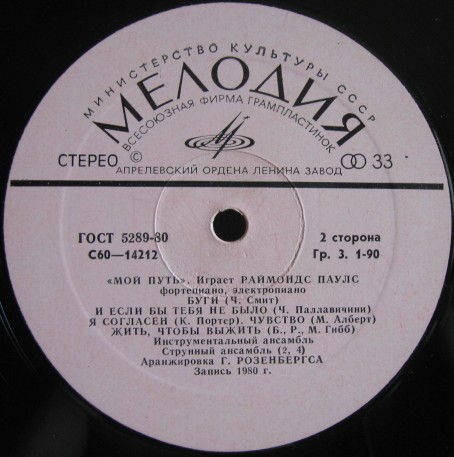 МИНИСТЕРСТВО КУЛЬТУРЫ СССР
МЕЛОДИЯ
ВСЕСОЮЗНАЯ ФИРМА ГРАМПЛАСТИНОК
СТЕРЕО © 33
АПРЕЛЕВСКИЙ ОРДЕНА ЛЕНИНА ЗАВОД
ГОСТ 5289-80 2 сторона
С60—14212 Гр. 3. 1-90
«МОЙ ПУТЬ». Играет РАЙМОНДС ПАУЛС
фортепиано, электропиано
БУГИ (Ч. Смит)
И ЕСЛИ БЫ ТЕБЯ НЕ БЫЛО (Ч. Паллавичини)
Я СОГЛАСЕН (К. Портер). ЧУВСТВО (М. Алберт)
ЖИТЬ, ЧТОБЫ ВЫЖИТЬ (Б., Р., М. Гибб)
Инструментальный ансамбль
Струнный ансамбль (2, 4)
Аранжировка Г. РОЗЕНБЕРГСА
Запись 1980 г.